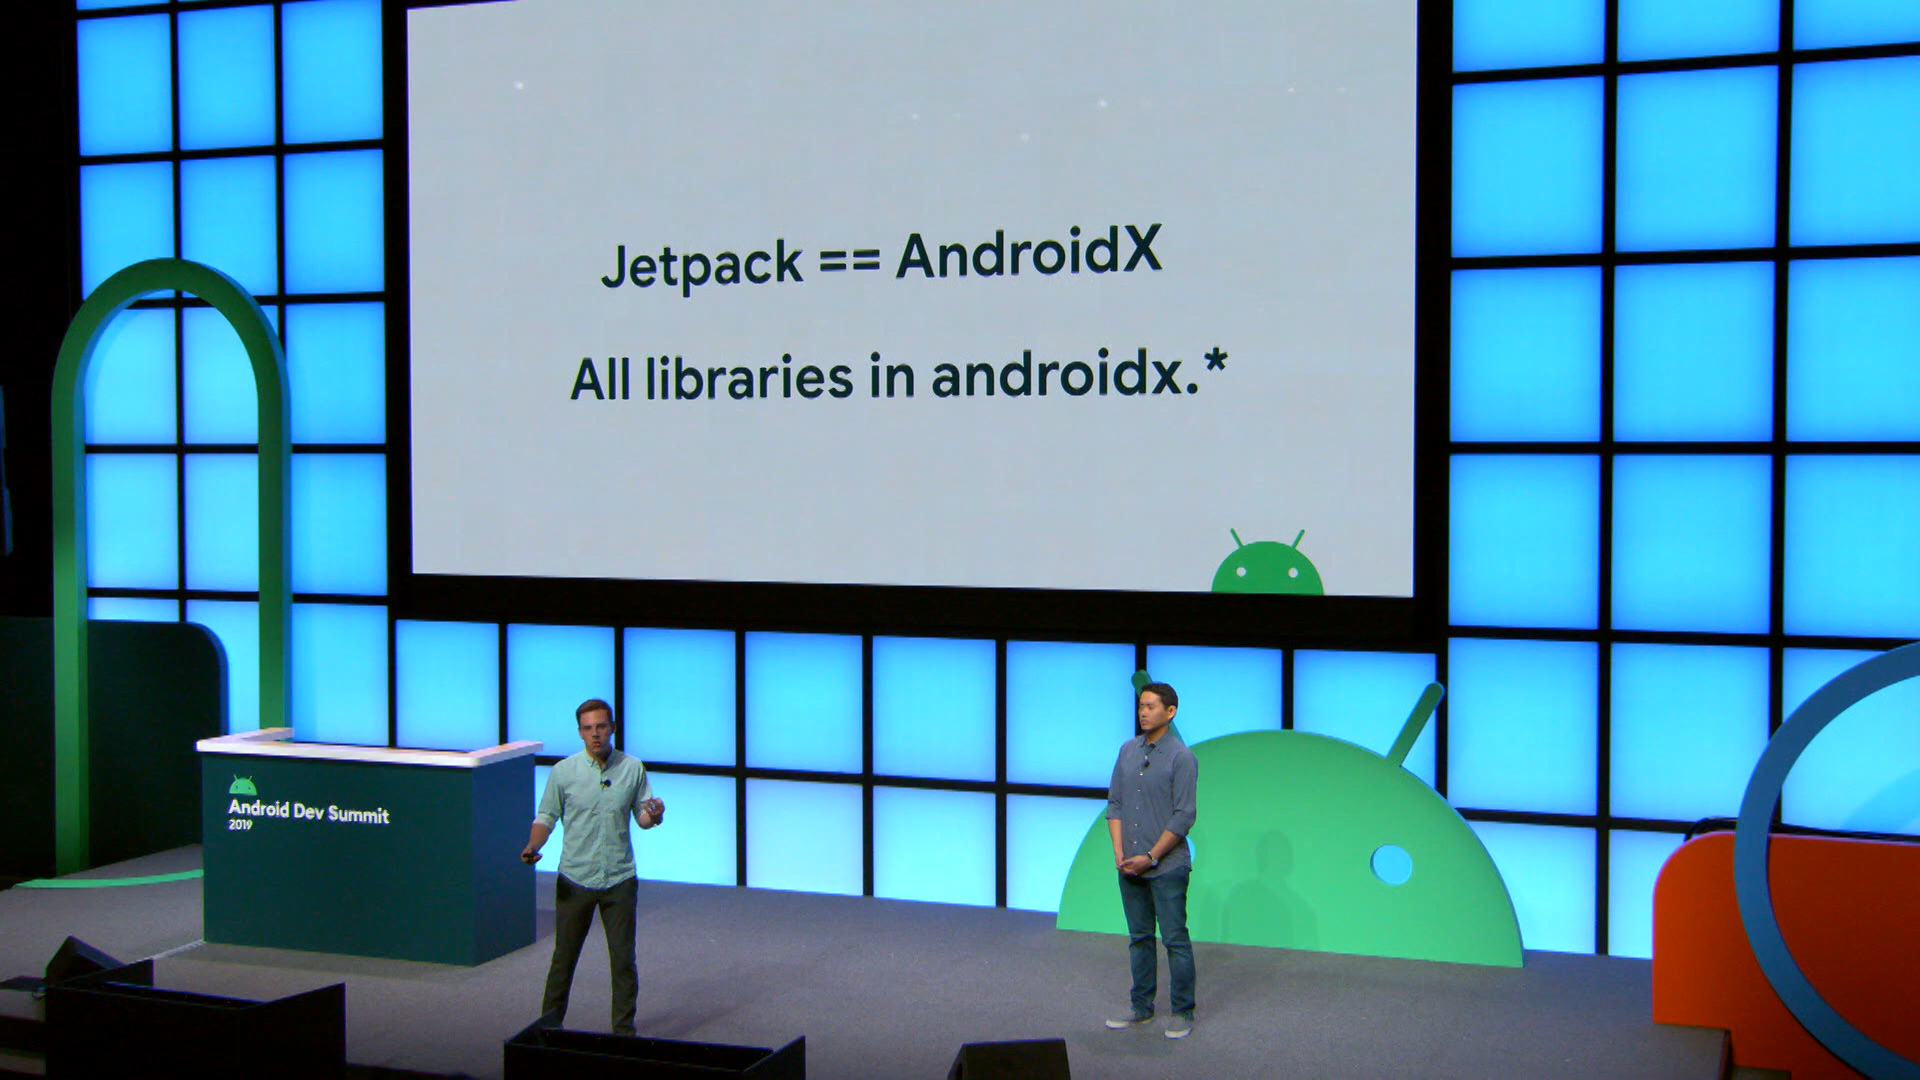 Jetpack == AndroidX
All libraries in androidx.*
Android Dev Summit
2019